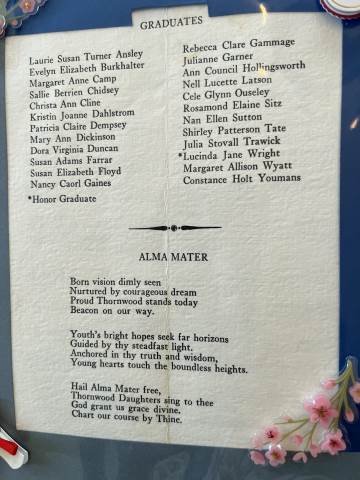 GRADUATES
Laurie Susan Turner Ansley
Evelyn Elizabeth Burkhalter
Margaret Anne Camp
Sallie Berrien Chidsey
Christa Ann Cline
Kristin Joanne Dahlstrom
Patricia Claire Dempsey
Mary Ann Dickinson
Dora Virginia Duncan
Susan Adams Farrar
Susan Elizabeth Floyd
Nancy Caorl Gaines
*Honor Graduate
Rebecca Clare Gammage
Julianne Garner
Ann Council Hollingsworth
Nell Lucette Latson
Cele Glynn Ouseley
Rosamond Elaine Sitz
Nan Ellen Sutton
Shirley Patterson Tate
Julia Stovall Trawick
*Lucinda Jane Wright
Margaret Allison Wyatt
Constance Holt Youmans
ALMA MATER
Born vision dimly seen
Nurtured by courageous dream
Proud Thornwood stands today
Beacon on our way.
Youth's bright hopes seek far horizons
Guided by thy steadfast light.
Anchored in thy truth and wisdom,
Young hearts touch the boundless heights.
Hail Alma Mater free,
Thornwood Daughters sing to thee
God grant us grace divine.
Chart our course by Thine.